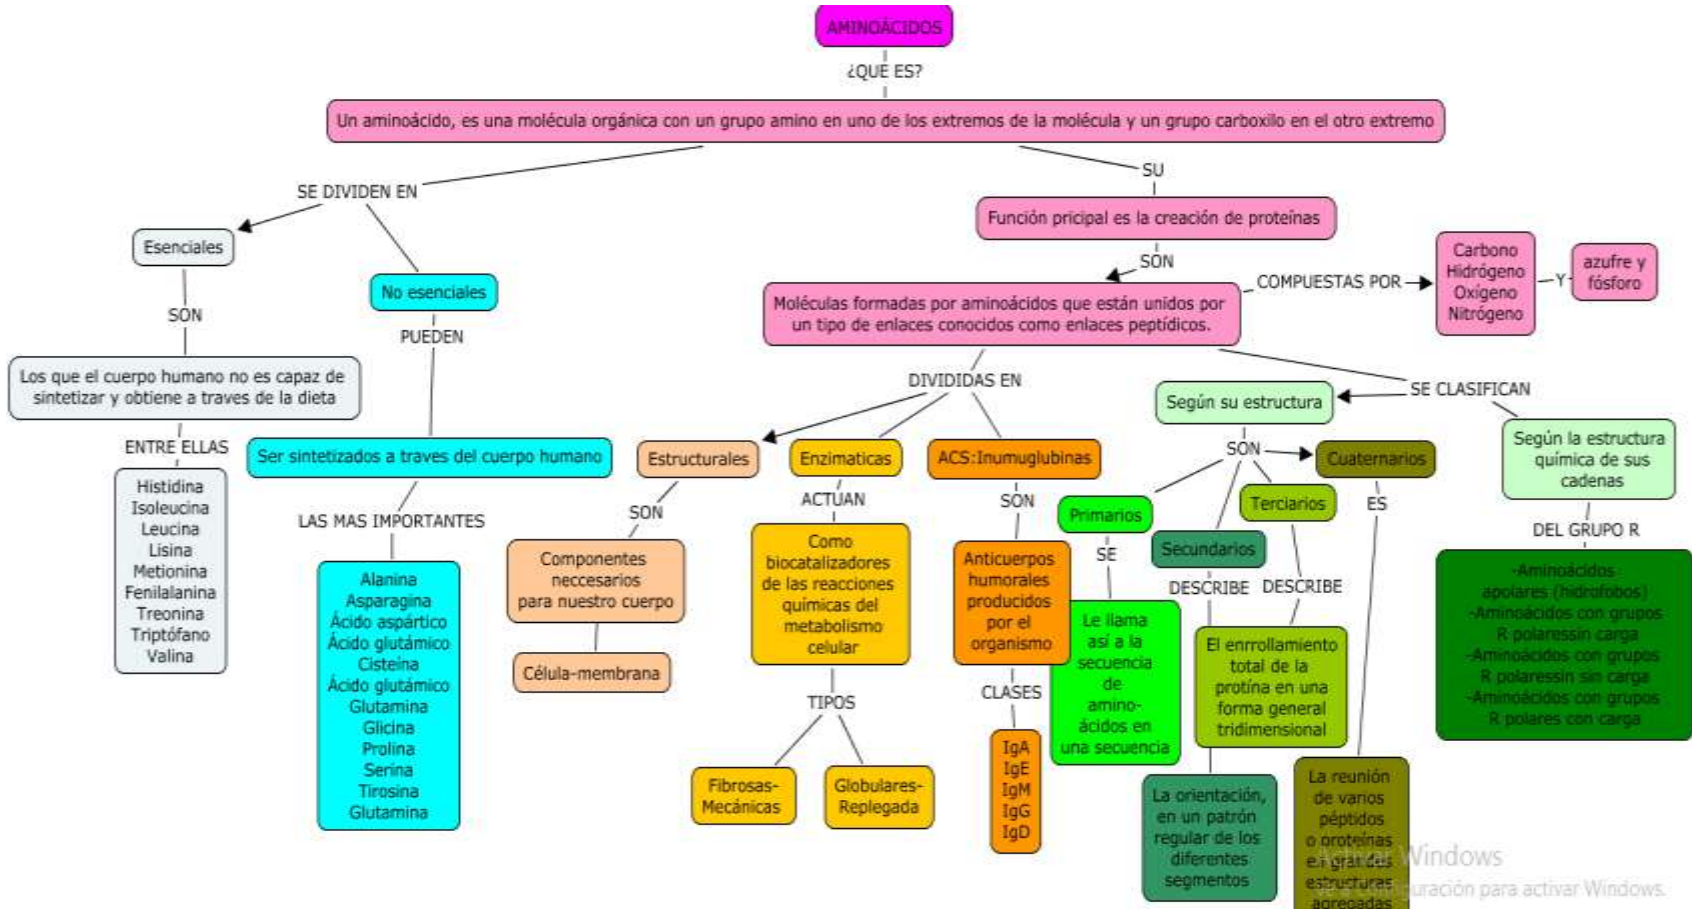 AMINOÁCIDOS
¿QUE ES?
Un aminoácido, es una molécula orgánica con un grupo amino en uno de los extremos de la molécula y un grupo carboxilo en el otro extremo
SE DIVIDEN EN
Esenciales
SON
Los que el cuerpo humano no es capaz de
sintetizar y obtiene a traves de la dieta
ENTRE ELLAS
Histidina
Isoleucina
Leucina
Lisina
Metionina
Fenilalanina
Treonina
Triptófano
Valina
No esenciales
PUEDEN
Ser sintetizados a traves del cuerpo humano
LAS MAS IMPORTANTES
Alanina
Asparagina
Ácido aspártico
Ácido glutámico
Cisteína
Ácido glutámico
Glutamina
Glicina
Prolina
Serina
Tirosina
Glutamina
SU
Función pricipal es la creación de proteínas
SON
Moléculas formadas por aminoácidos que están unidos por
un tipo de enlaces conocidos como enlaces peptídicos.
COMPUESTAS POR
Carbono
Hidrógeno
Oxígeno
Nitrógeno
Y
azufre y
fósforo
DIVIDIDAS EN
Estructurales
SON
Componentes
neccesarios
para nuestro cuerpo
Célula-membrana
Enzimaticas
ACTUAN
Como
biocatalizadores
de las reacciones
químicas del
metabolismo
celular
TIPOS
Fibrosas-
Mecánicas
Globulares-
Replegada
ACS:Inumuglubinas
SON
Anticuerpos
humorales
producidos
por el
organismo
CLASES
IgA
IgE
IgM
IgG
IgD
SE CLASIFICAN
Según su estructura
SON
Primarios
SE
Le llama
así a la
secuencia
de
amino-
ácidos en
una secuencia
Secundarios
DESCRIBE
La orientación,
en un patrón
regular de los
diferentes
segmentos
Terciarios
DESCRIBE
El enrrollamiento
total de la
protína en una
forma general
tridimensional
Cuaternarios
ES
La reunión
de varios
péptidos
o proteínas
en grandes
estructuras
agregadas
Según la estructura
química de sus
cadenas
DEL GRUPO R
-Aminoácidos
apolares (hidrofobos)
-Aminoácidos con grupos
R polaressin carga
-Aminoácidos con grupos
R polaressin sin carga
-Aminoácidos con grupos
R polares con carga
Activar Windows
Ve a Configuración para activar Windows.